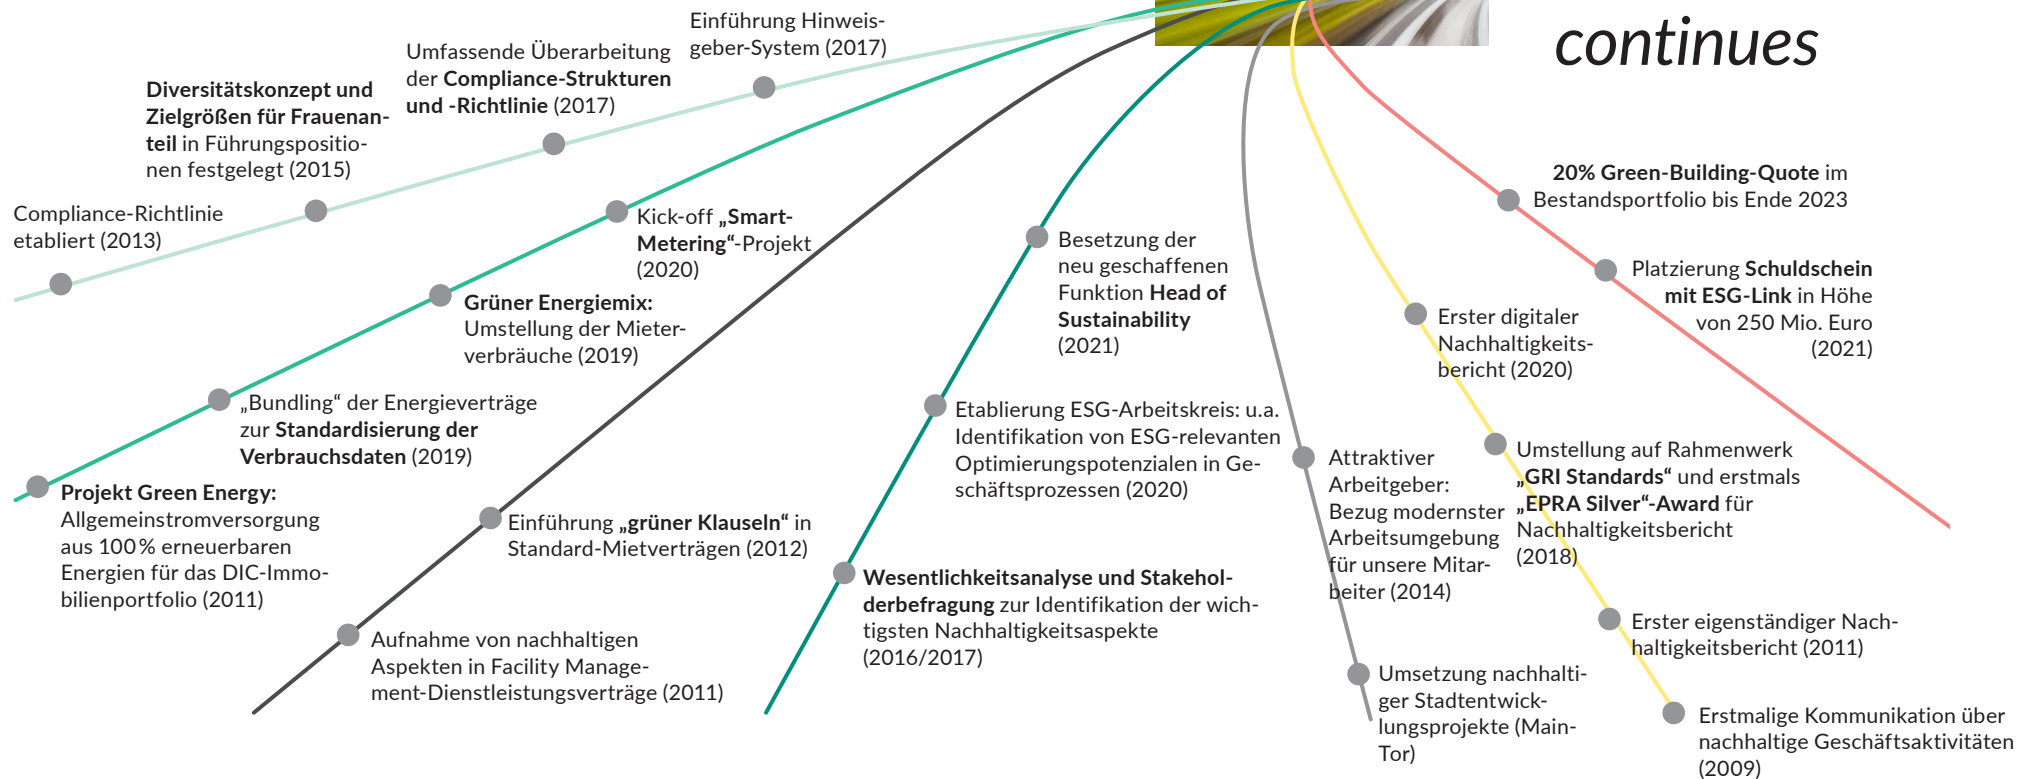 continues
Einführung Hinweis-
geber-System (2017)
Umfassende Überarbeitung
der Compliance-Strukturen
und -Richtlinie (2017)
Diversitätskonzept und
Zielgrößen für Frauenan-
teil in Führungspositio-
nen festgelegt (2015)
Compliance-Richtlinie
etabliert (2013)
Kick-off „Smart-
Metering“-Projekt
(2020)
Grüner Energiemix:
Umstellung der Mieter-
verbräuche (2019)
„Bundling“ der Energieverträge
zur Standardisierung der
Verbrauchsdaten (2019)
Projekt Green Energy:
Allgemeinstromversorgung
aus 100 % erneuerbaren
Energien für das DIC-Immo-
bilienportfolio (2011)
Einführung „grüner Klauseln“ in
Standard-Mietverträgen (2012)
Aufnahme von nachhaltigen
Aspekten in Facility Manage-
ment-Dienstleistungsverträge (2011)
Besetzung der
neu geschaffenen
Funktion Head of
Sustainability
(2021)
Etablierung ESG-Arbeitskreis: u.a.
Identifikation von ESG-relevanten
Optimierungspotenzialen in Ge-
schäftsprozessen (2020)
Wesentlichkeitsanalyse und Stakehol-
derbefragung zur Identifikation der wich-
tigsten Nachhaltigkeitsaspekte
(2016/2017)
Attraktiver
Arbeitgeber:
Bezug modernster
Arbeitsumgebung
für unsere Mitar-
beiter (2014)
Umsetzung nachhalti-
ger Stadtentwick-
lungsprojekte (Main-
Tor)
Erster digitaler
Nachhaltigkeits-
bericht (2020)
Umstellung auf Rahmenwerk
„GRI Standards“ und erstmals
„EPRA Silver“-Award für
Nachhaltigkeitsbericht
(2018)
Erster eigenständiger Nach-
haltigkeitsbericht (2011)
Erstmalige Kommunikation über
nachhaltige Geschäftsaktivitäten
(2009)
20% Green-Building-Quote im
Bestandsportfolio bis Ende 2023
Platzierung Schuldschein
mit ESG-Link in Höhe
von 250 Mio. Euro
(2021)